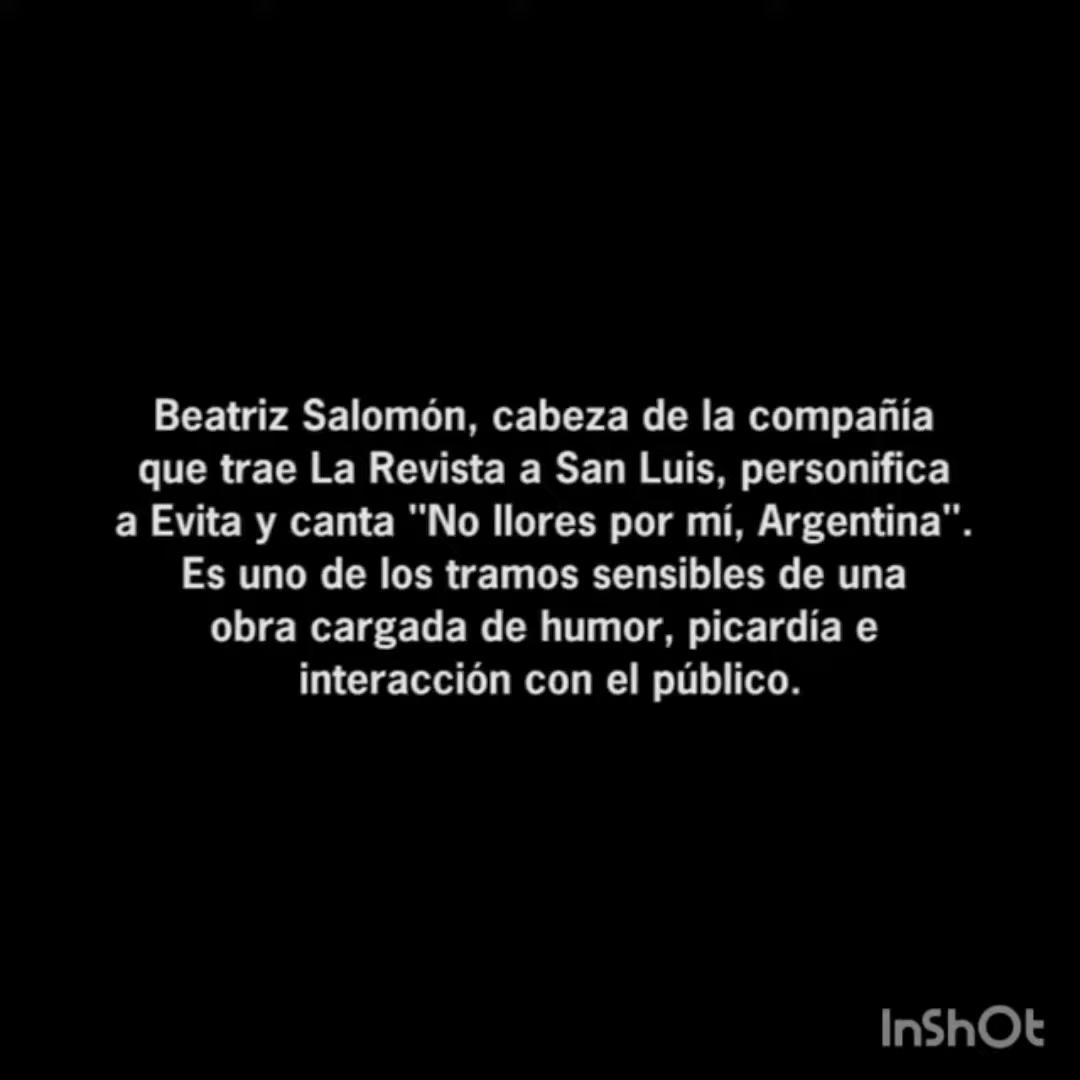 Beatriz Salomón, cabeza de la compañía
que trae La Revista a San Luis, personifica
a Evita y canta "No llores por mí, Argentina".
Es uno de los tramos sensibles de una
obra cargada de humor, picardía e
interacción con el público.
InShOt